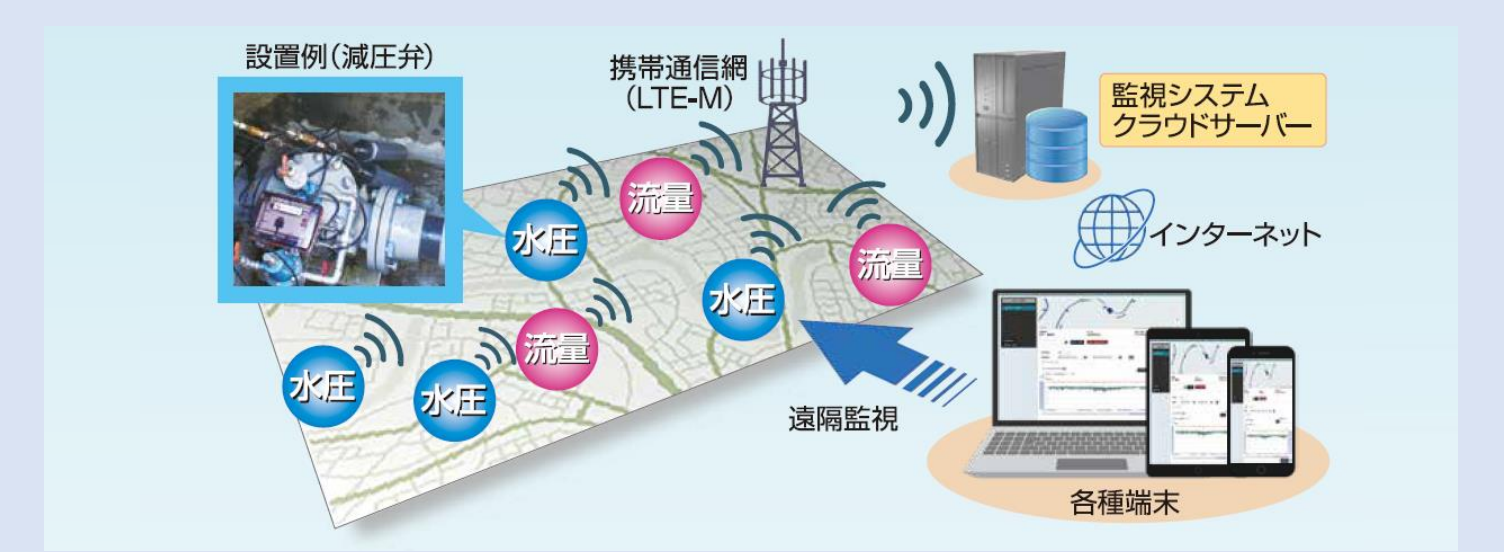 設置例(減圧弁)
携帯通信網
(LTE-M)
監視システム
クラウドサーバー
流量
水圧
インターネット
流量
水圧
流量
水圧
水圧
遠隔監視
各種端末